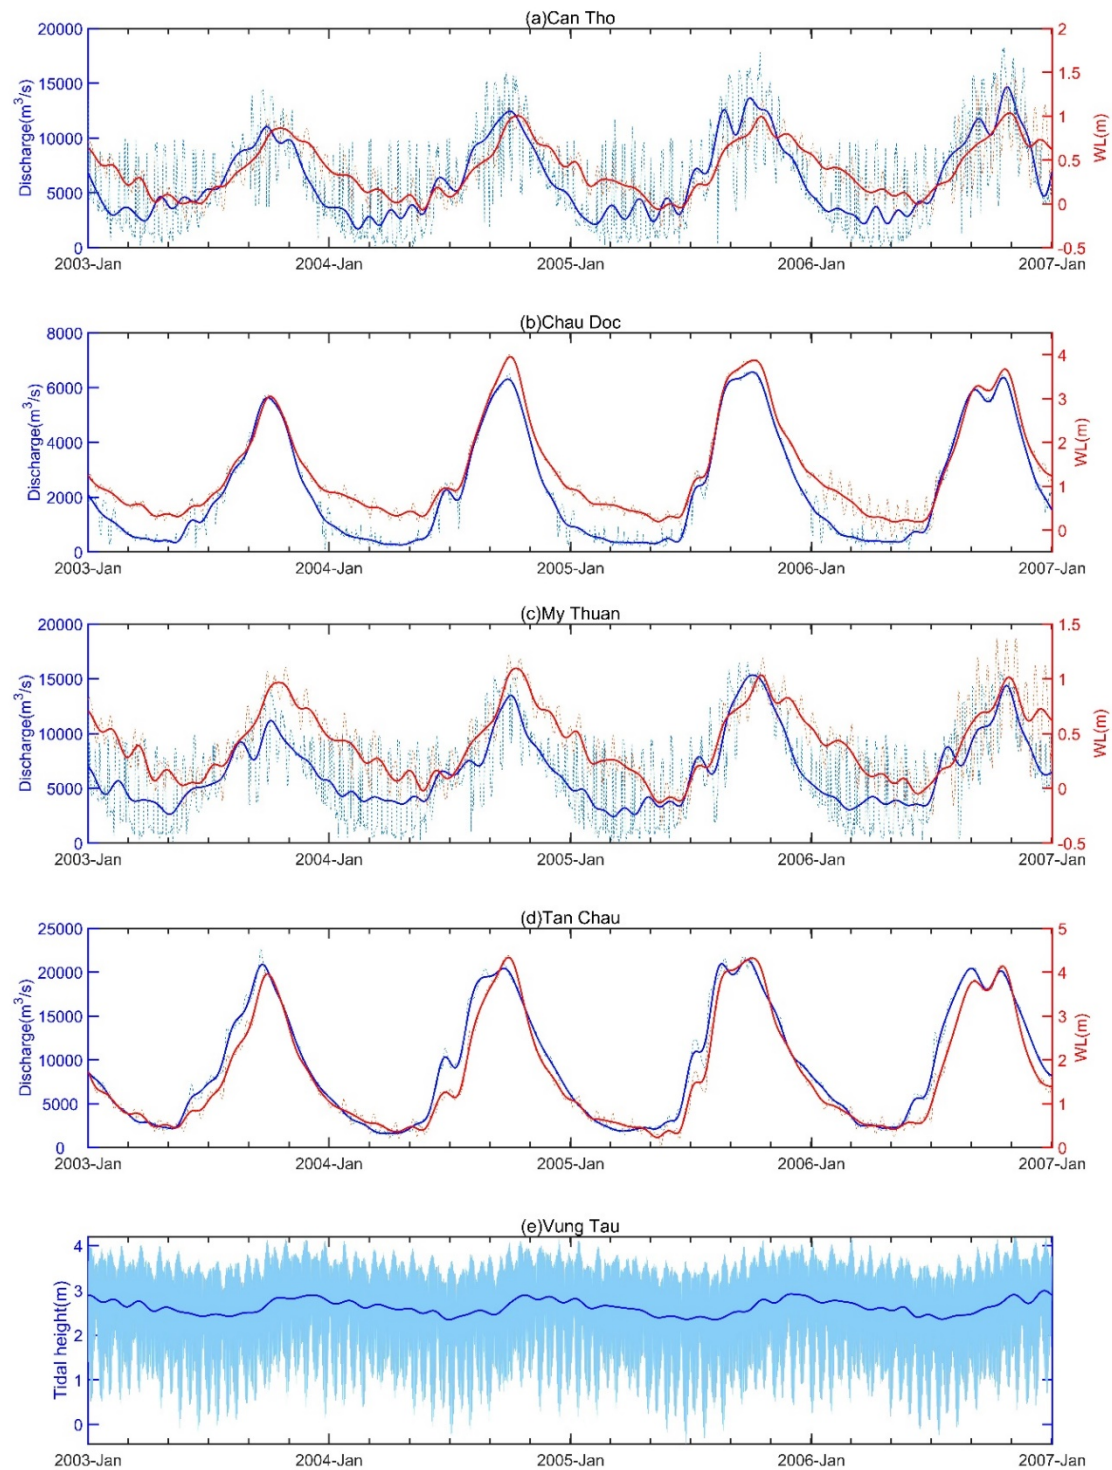 (a)Can Tho
20000
15000
10000
5000
0
Discharge(m³/s)
2
1.5
1
0.5
0
-0.5
WL(m)
2003-Jan 2004-Jan 2005-Jan 2006-Jan 2007-Jan
(b)Chau Doc
8000
6000
4000
2000
0
Discharge(m³/s)
4
3
2
1
0
WL(m)
2003-Jan 2004-Jan 2005-Jan 2006-Jan 2007-Jan
(c)My Thuan
20000
15000
10000
5000
0
Discharge(m³/s)
1.5
1
0.5
0
-0.5
WL(m)
2003-Jan 2004-Jan 2005-Jan 2006-Jan 2007-Jan
(d)Tan Chau
25000
20000
15000
10000
5000
0
Discharge(m³/s)
5
4
3
2
1
0
WL(m)
2003-Jan 2004-Jan 2005-Jan 2006-Jan 2007-Jan
(e)Vung Tau
4
3
2
1
0
Tidal height(m)
2003-Jan 2004-Jan 2005-Jan 2006-Jan 2007-Jan